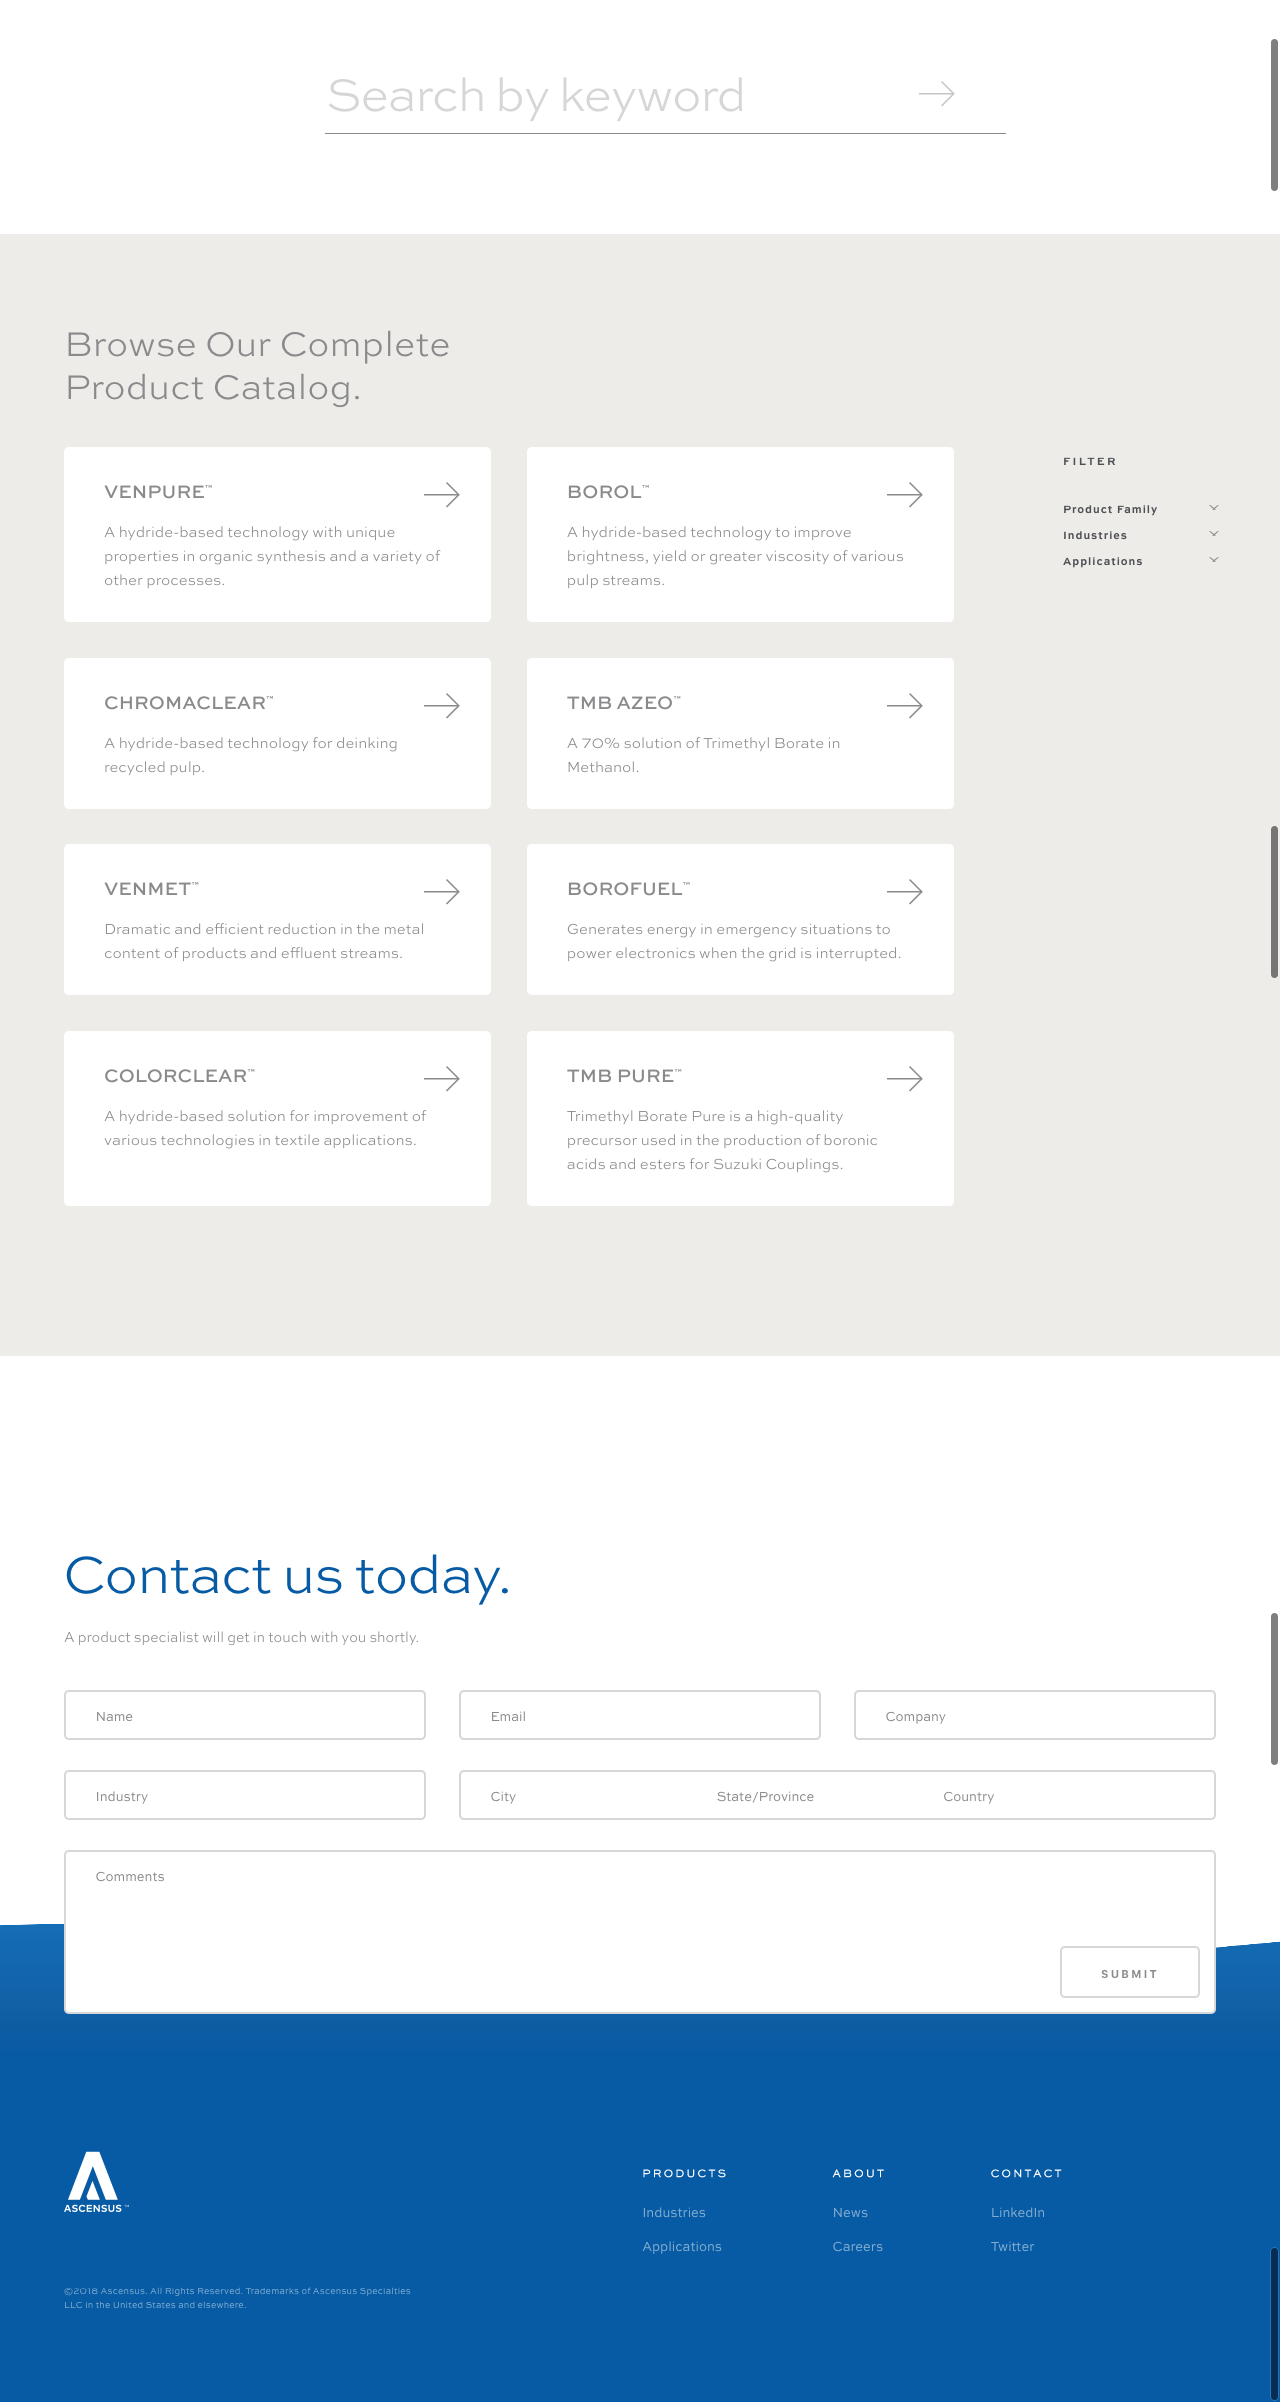 Search by keyword
Browse Our Complete
Product Catalog.
VENPURE™
A hydride-based technology with unique
properties in organic synthesis and a variety of
other processes.
BOROL™
A hydride-based technology to improve
brightness, yield or greater viscosity of various
pulp streams.
FILTER
Product Family
Industries
Applications
CHROMACLEAR™
A hydride-based technology for deinking
recycled pulp.
TMB AZEO™
A 70% solution of Trimethyl Borate in
Methanol.
VENMET™
Dramatic and efficient reduction in the metal
content of products and effluent streams.
BOROFUEL™
Generates energy in emergency situations to
power electronics when the grid is interrupted.
COLORCLEAR™
A hydride-based solution for improvement of
various technologies in textile applications.
TMB PURE™
Trimethyl Borate Pure is a high-quality
precursor used in the production of boronic
acids and esters for Suzuki Couplings.
Contact us today.
A product specialist will get in touch with you shortly.
Name
Email
Company
Industry
City
State/Province
Country
Comments
SUBMIT
ASCENSUS™
PRODUCTS
Industries
Applications
ABOUT
News
Careers
CONTACT
LinkedIn
Twitter
©2018 Ascensus. All Rights Reserved. Trademarks of Ascensus Specialties
LLC in the United States and elsewhere.